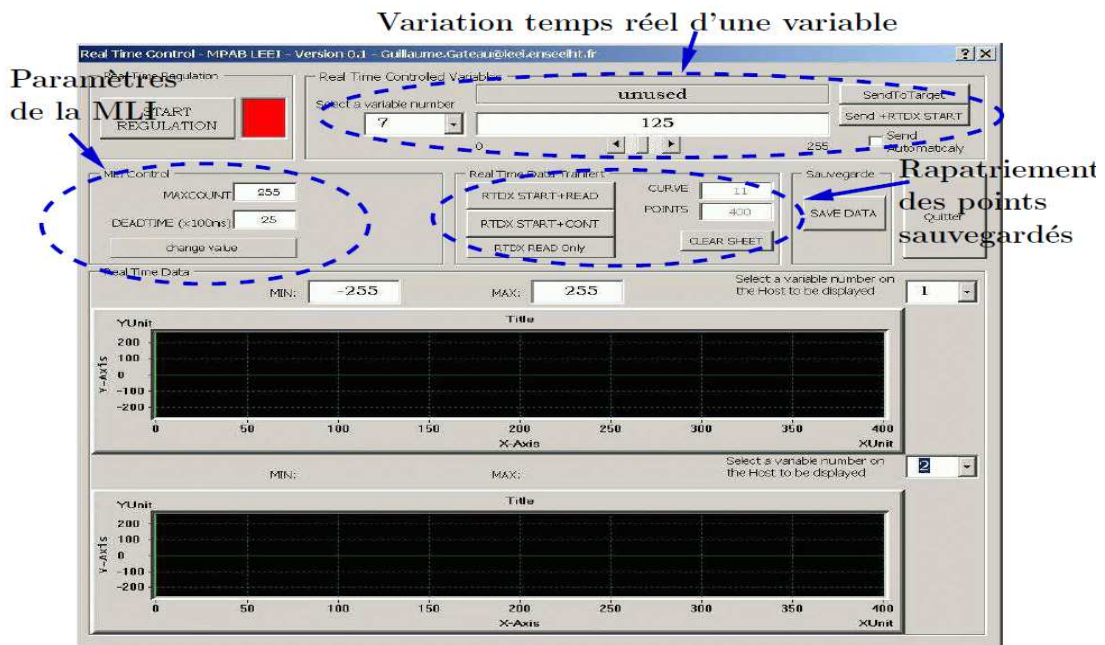 Variation temps réel d'une variable
Real Time Control - MPAB LEEI - Version 0.1 - Guillaume.Gateau@leei.enseeiht.fr
Paramètres
de la MLI
Real Time Regulation
START
REGULATION
Real Time Controled Variables
Select a variable number
7
unused
125
0
255
SendToTarget
Send +RTDX START
Send
Automaticaly
Rapatriement
des points
sauvegardés
Mli Control
MAXCOUNT
255
DEADTIME (x100ns)
25
change value
Real Time Data Tranfert
RTDX START+READ
RTDX START+CONT
RTDX READ Only
CURVE
11
POINTS
400
CLEAR SHEET
Sauvegarde
SAVE DATA
Quitter
Real Time Data
MIN: -255
MAX: 255
Select a variable number on
the Host to be displayed
1
YUnit
Title
Y-Axis
200
100
0
-100
-200
0 50 100 150 200 250 300 350 400
X-Axis
XUnit
MIN:
MAX:
Select a variable number on
the Host to be displayed
2
YUnit
Title
Y-Axis
200
100
0
-100
-200
0 50 100 150 200 250 300 350 400
X-Axis
XUnit